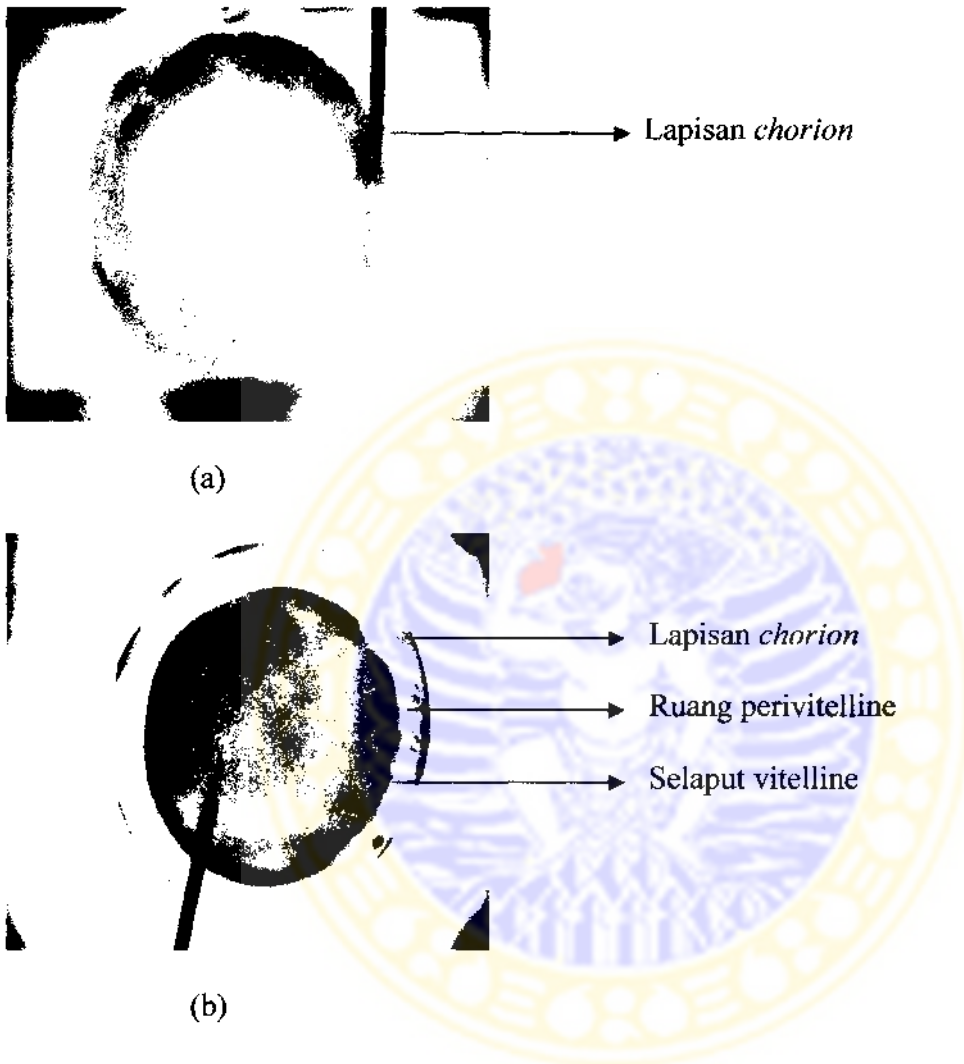 Lapisan chorion
(a)
Lapisan chorion
Ruang perivitelline
Selaput vitelline
(b)